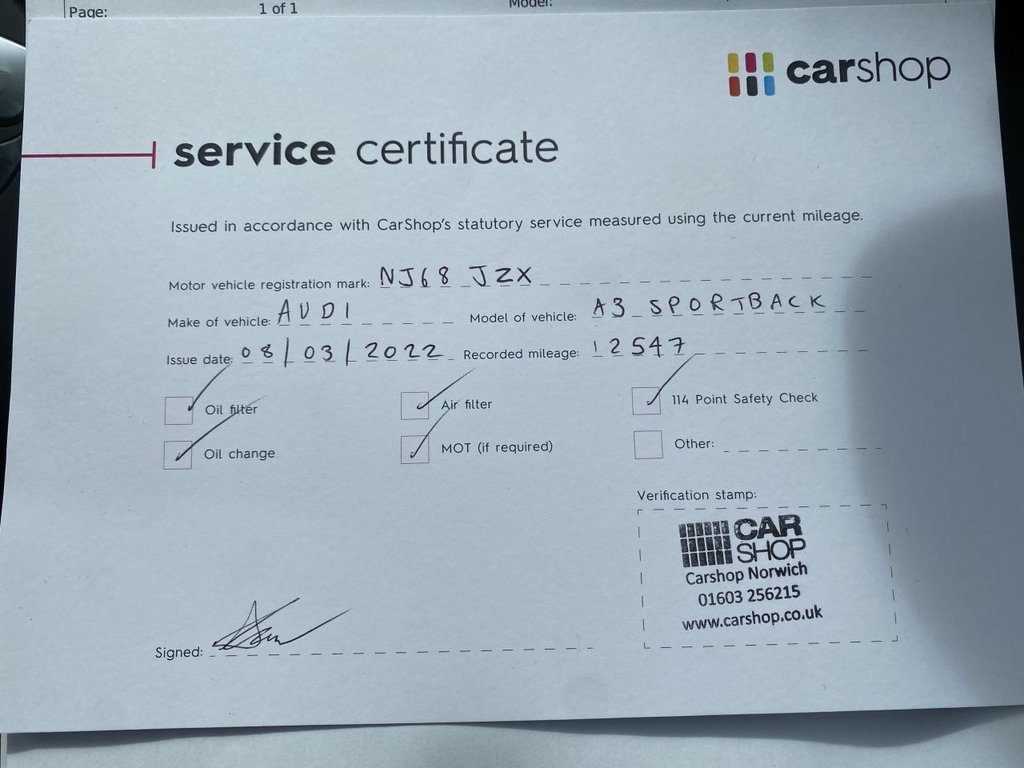 Page: 1 of 1 Model:
carshop
service certificate
Issued in accordance with CarShop's statutory service measured using the current mileage.
Motor vehicle registration mark: NJ68 JZX
Make of vehicle: AUDI Model of vehicle: A3 SPORTBACK
Issue date: 08/03/2022 Recorded mileage: 12547
Oil filter Air filter 114 Point Safety Check
Oil change MOT (if required) Other:
Verification stamp:
CAR
SHOP
Carshop Norwich
01603 256215
www.carshop.co.uk
Signed: